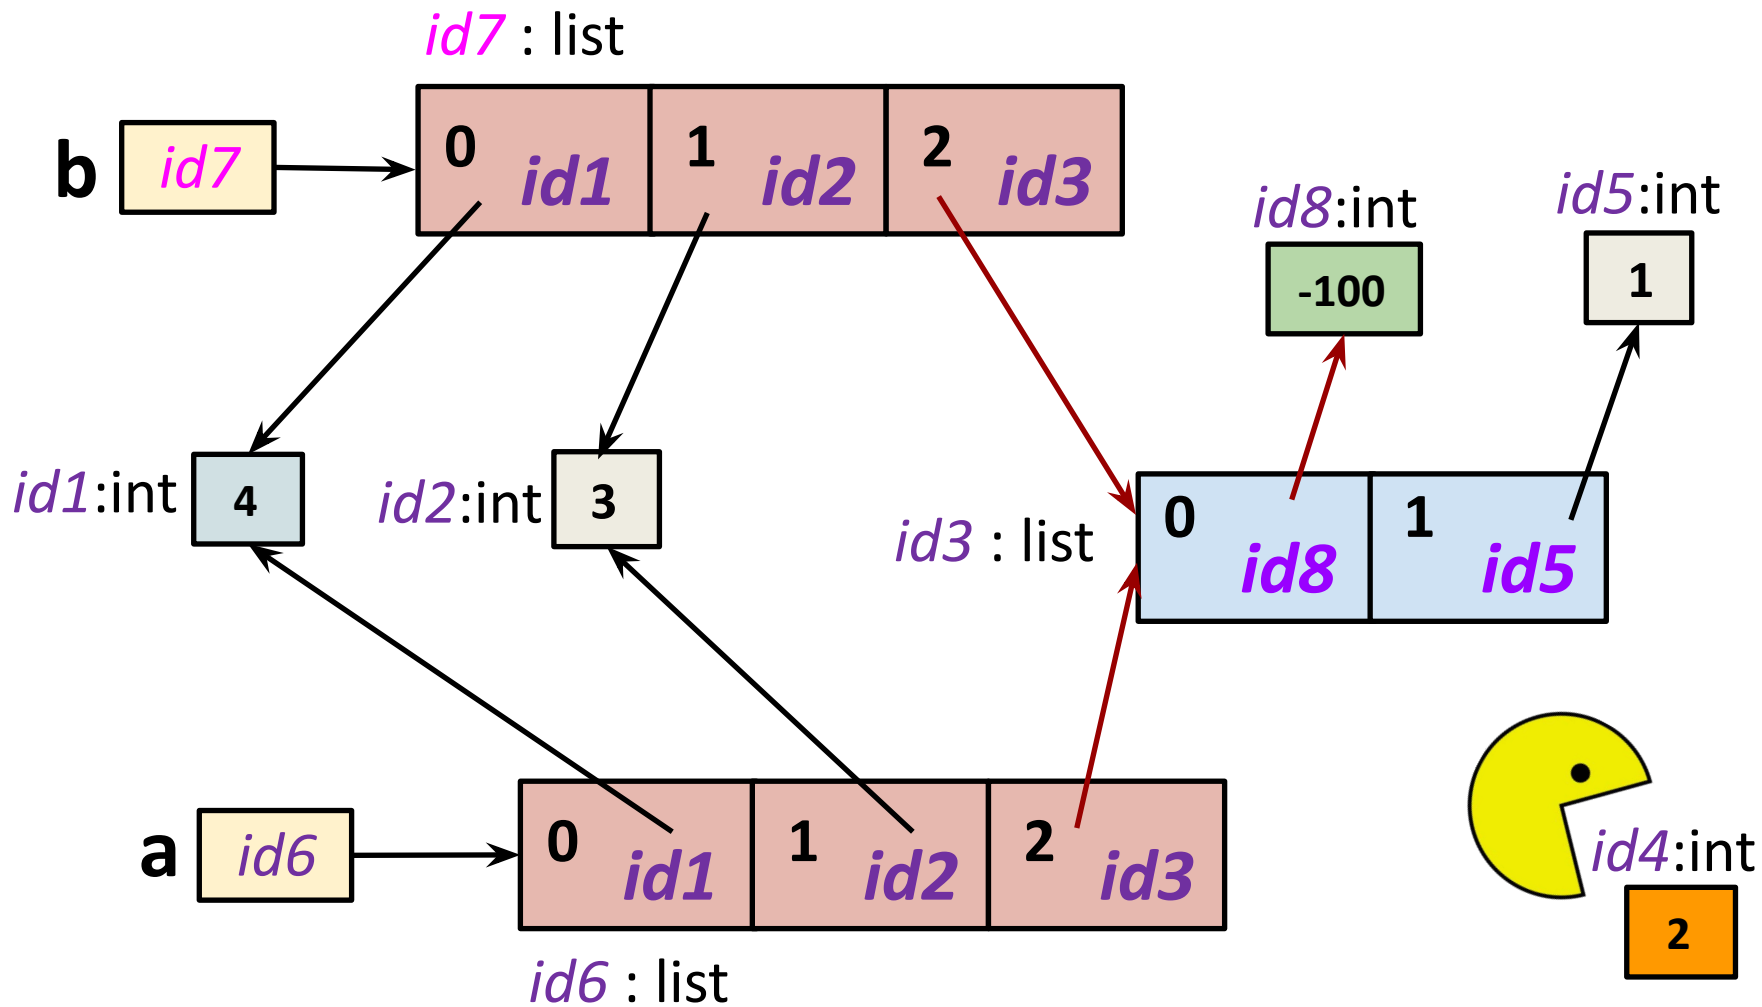 id7 : list
b id7
0 id1 1 id2 2 id3
id8:int
-100
id5:int
1
id1:int 4
id2:int 3
id3 : list
0 id8 1 id5
a id6
0 id1 1 id2 2 id3
id6 : list
id4:int
2